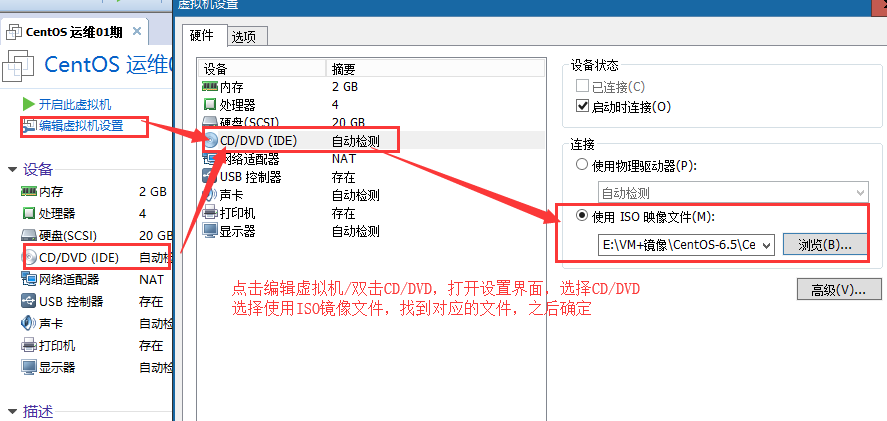 虚拟机设置
CentOS 运维01期
CentOS 运维0
开启此虚拟机
编辑虚拟机设置
设备
内存 2 GB
处理器 4
硬盘(SCSI) 20 GB
CD/DVD (IDE) 自动检
网络适配器 NAT
USB 控制器 存在
声卡 自动检
打印机 存在
显示器 自动检
描述
硬件 选项
设备 摘要
内存 2 GB
处理器 4
硬盘(SCSI) 20 GB
CD/DVD (IDE) 自动检测
网络适配器 NAT
USB 控制器 存在
声卡 自动检测
打印机 存在
显示器 自动检测
设备状态
已连接(C)
启动时连接(O)
连接
使用物理驱动器(P):
自动检测
使用 ISO 映像文件(M):
E:\VM+镜像\CentOS-6.5\Ce 浏览(B)...
高级(V)...
点击编辑虚拟机/双击CD/DVD，打开设置界面，选择CD/DVD
选择使用ISO镜像文件，找到对应的文件，之后确定